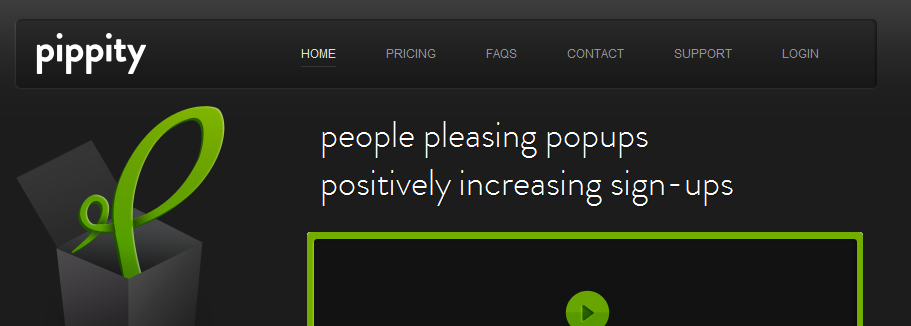 pippity
HOME PRICING FAQS CONTACT SUPPORT LOGIN
people pleasing popups
positively increasing sign-ups